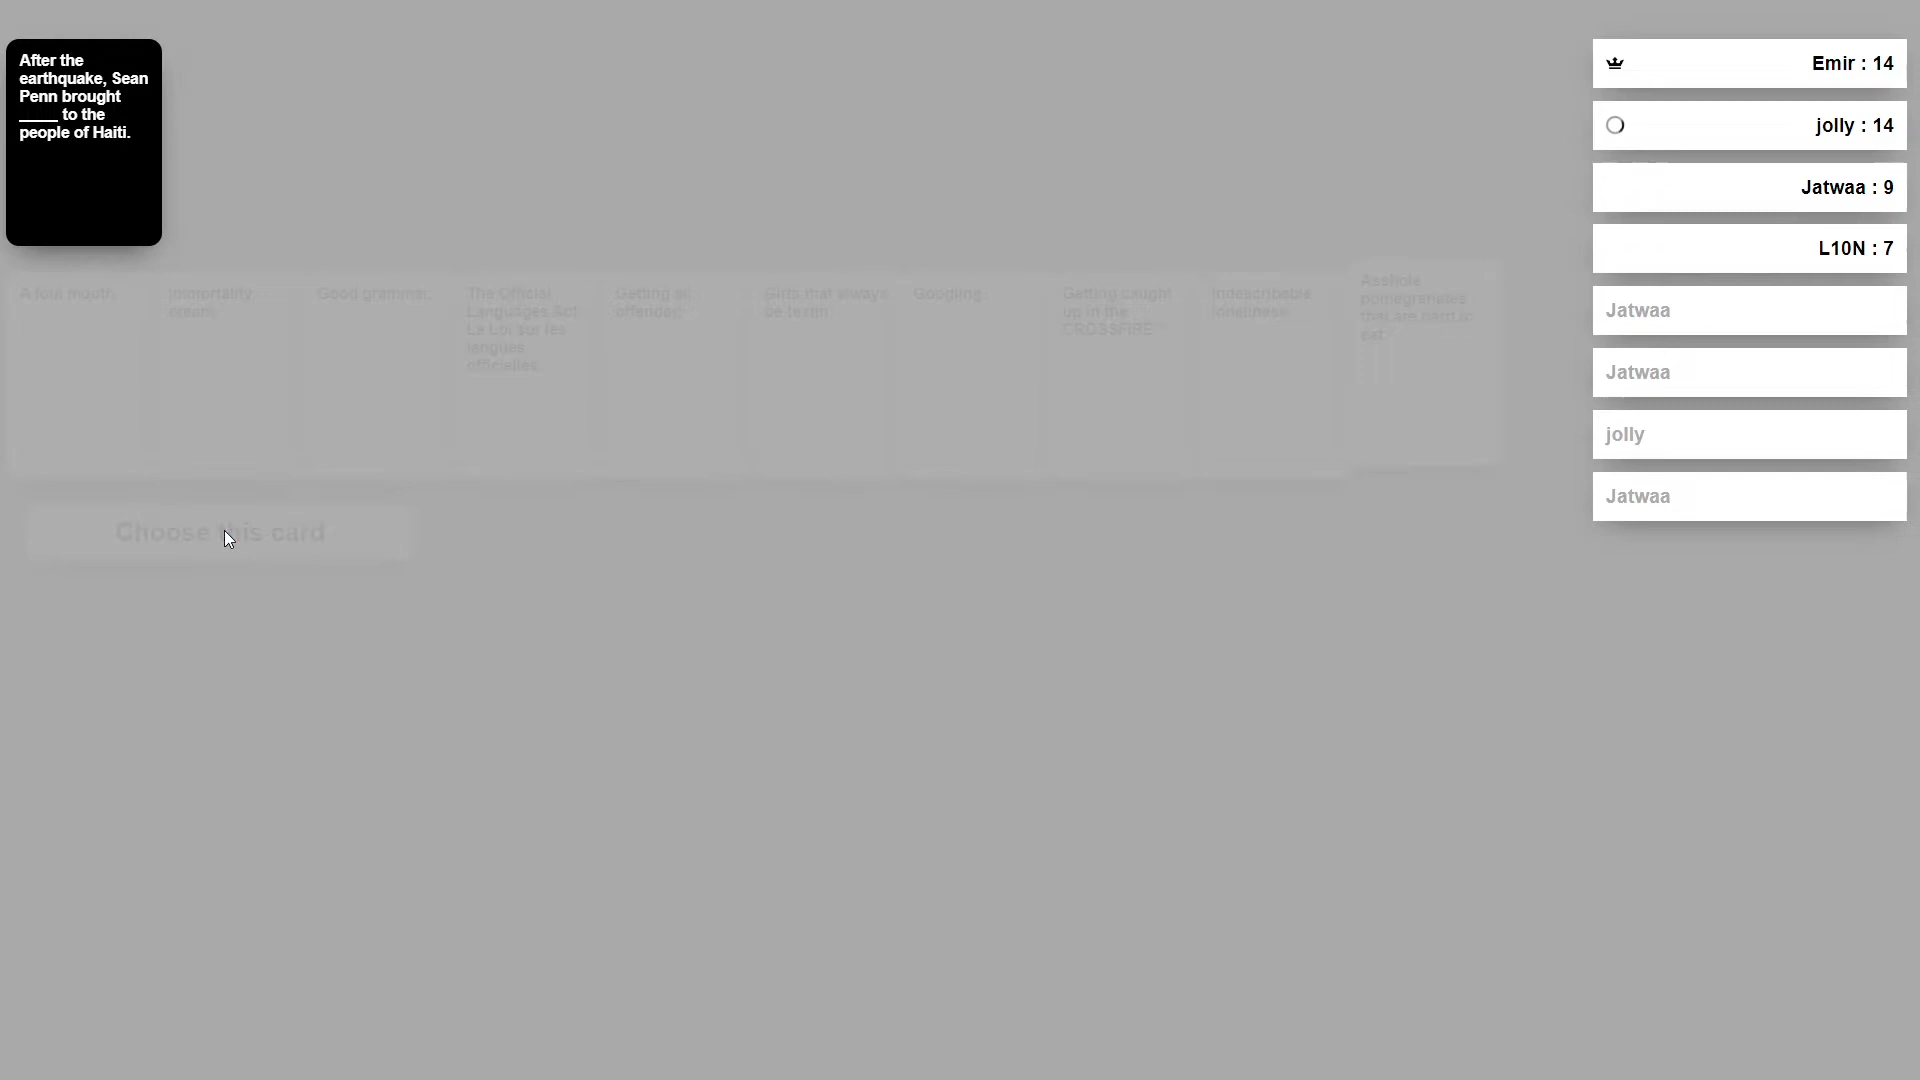 After the
earthquake, Sean
Penn brought
_____ to the
people of Haiti.
A foul mouth.
Immortality
cream.
Good grammar.
The Official
Languages Act.
La Loi sur les
langues
officielles.
Getting all
offended.
Girls that always
be textin'.
Googling.
Getting caught
up in the
CROSSFIRE
Indescribable
loneliness.
Asshole
pomegranates
that are hard to
eat.
Choose this card
Emir : 14
jolly : 14
Jatwaa : 9
L10N : 7
Jatwaa
Jatwaa
jolly
Jatwaa